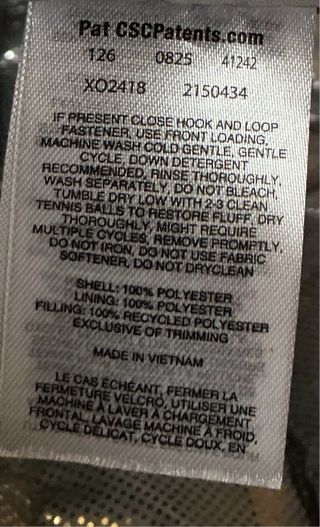 Pat CSCPatents.com
126 0825 41242
XO2418 2150434
IF PRESENT CLOSE HOOK AND LOOP
FASTENER, USE FRONT LOADING,
MACHINE WASH COLD GENTLE, GENTLE
CYCLE, DOWN DETERGENT
RECOMMENDED, RINSE THOROUGHLY,
WASH SEPARATELY, DO NOT BLEACH,
TUMBLE DRY LOW WITH 2-3 CLEAN
TENNIS BALLS TO RESTORE FLUFF, DRY
THOROUGHLY, MIGHT REQUIRE
MULTIPLE CYCLES, REMOVE PROMPTLY,
DO NOT IRON, DO NOT USE FABRIC
SOFTENER, DO NOT DRYCLEAN
SHELL: 100% POLYESTER
LINING: 100% POLYESTER
FILLING: 100% RECYCLED POLYESTER
EXCLUSIVE OF TRIMMING
MADE IN VIETNAM
LE CAS ÉCHÉANT, FERMER LA
FERMETURE VELCRO, UTILISER UNE
MACHINE À LAVER À CHARGEMENT
FRONTAL, LAVAGE MACHINE À FROID,
CYCLE DÉLICAT, CYCLE DOUX, EN